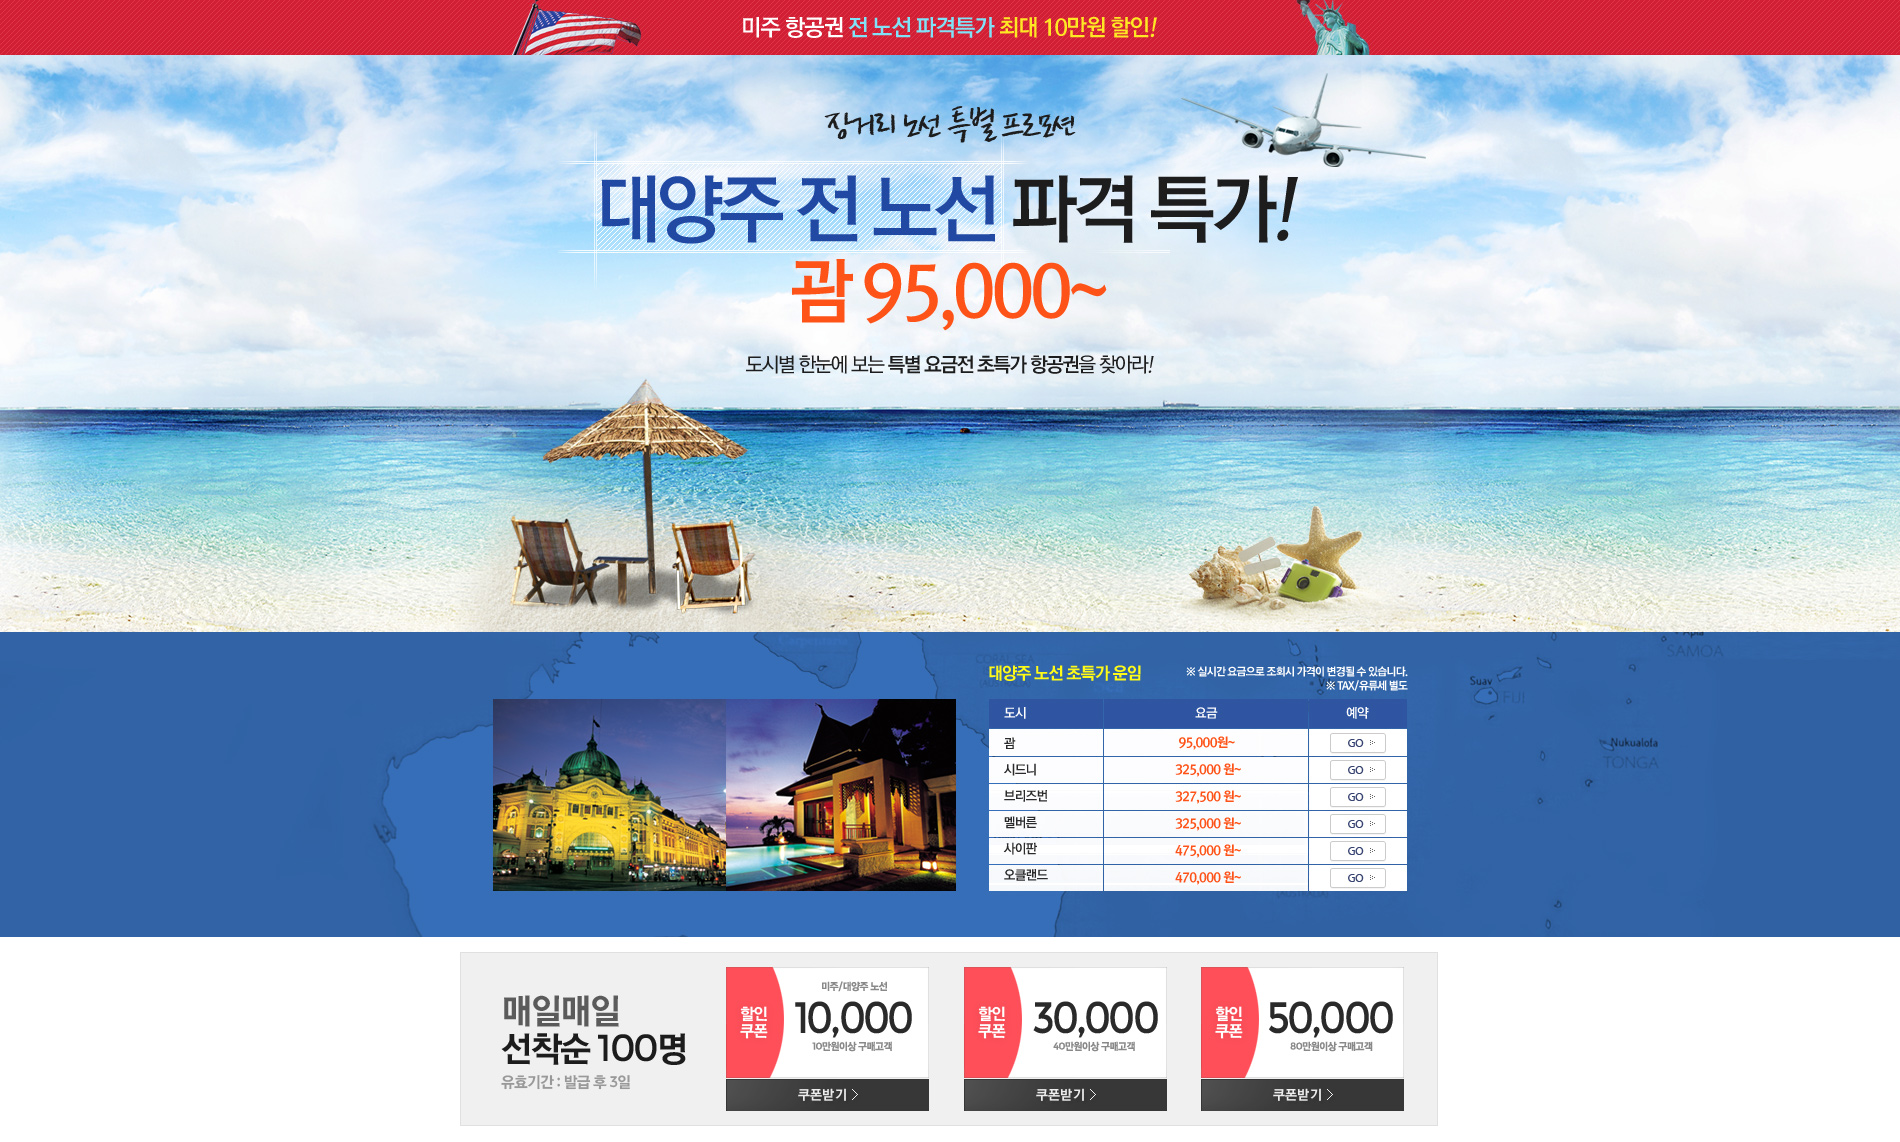 미주 항공권 전 노선 파격특가 최대 10만원 할인!
장거리 노선 특별 프로모션
대양주 전 노선 파격 특가!
괌 95,000~
도시별 한눈에 보는 특별 요금전 초특가 항공권을 찾아라!
대양주 노선 초특가 운임
※ 실시간 요금으로 조회시 가격이 변경될 수 있습니다.
※ TAX/유류세 별도
도시 요금 예약
괌 95,000원~ GO
시드니 325,000 원~ GO
브리즈번 327,500 원~ GO
멜버른 325,000 원~ GO
사이판 475,000 원~ GO
오클랜드 470,000 원~ GO
Apia
SAMOA
Suav
FIJI
Nukualofa
TONGA
매일매일
선착순 100명
유효기간 : 발급 후 3일
할인
쿠폰
미주/대양주 노선
10,000
10만원이상 구매고객
쿠폰받기 >
할인
쿠폰
30,000
40만원이상 구매고객
쿠폰받기 >
할인
쿠폰
50,000
80만원이상 구매고객
쿠폰받기 >